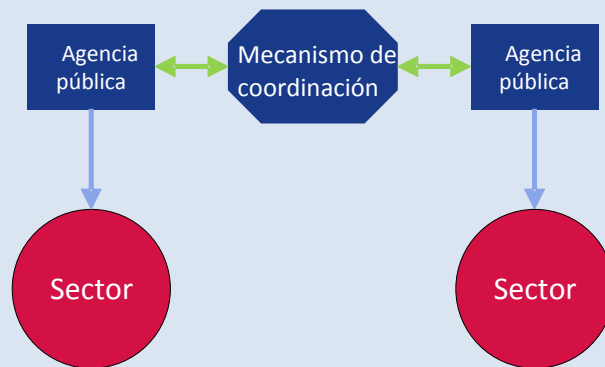 Agencia
pública
Mecanismo de
coordinación
Agencia
pública
Sector
Sector